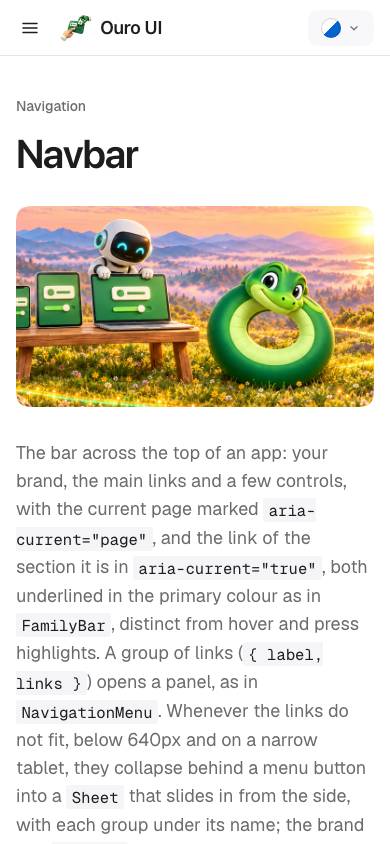 Ouro UI
Navigation
Navbar
The bar across the top of an app: your
brand, the main links and a few controls,
with the current page marked aria-
current="page", and the link of the
section it is in aria-current="true", both
underlined in the primary colour as in
FamilyBar, distinct from hover and press
highlights. A group of links ({ label,
links }) opens a panel, as in
NavigationMenu. Whenever the links do
not fit, below 640px and on a narrow
tablet, they collapse behind a menu button
into a Sheet that slides in from the side,
with each group under its name; the brand